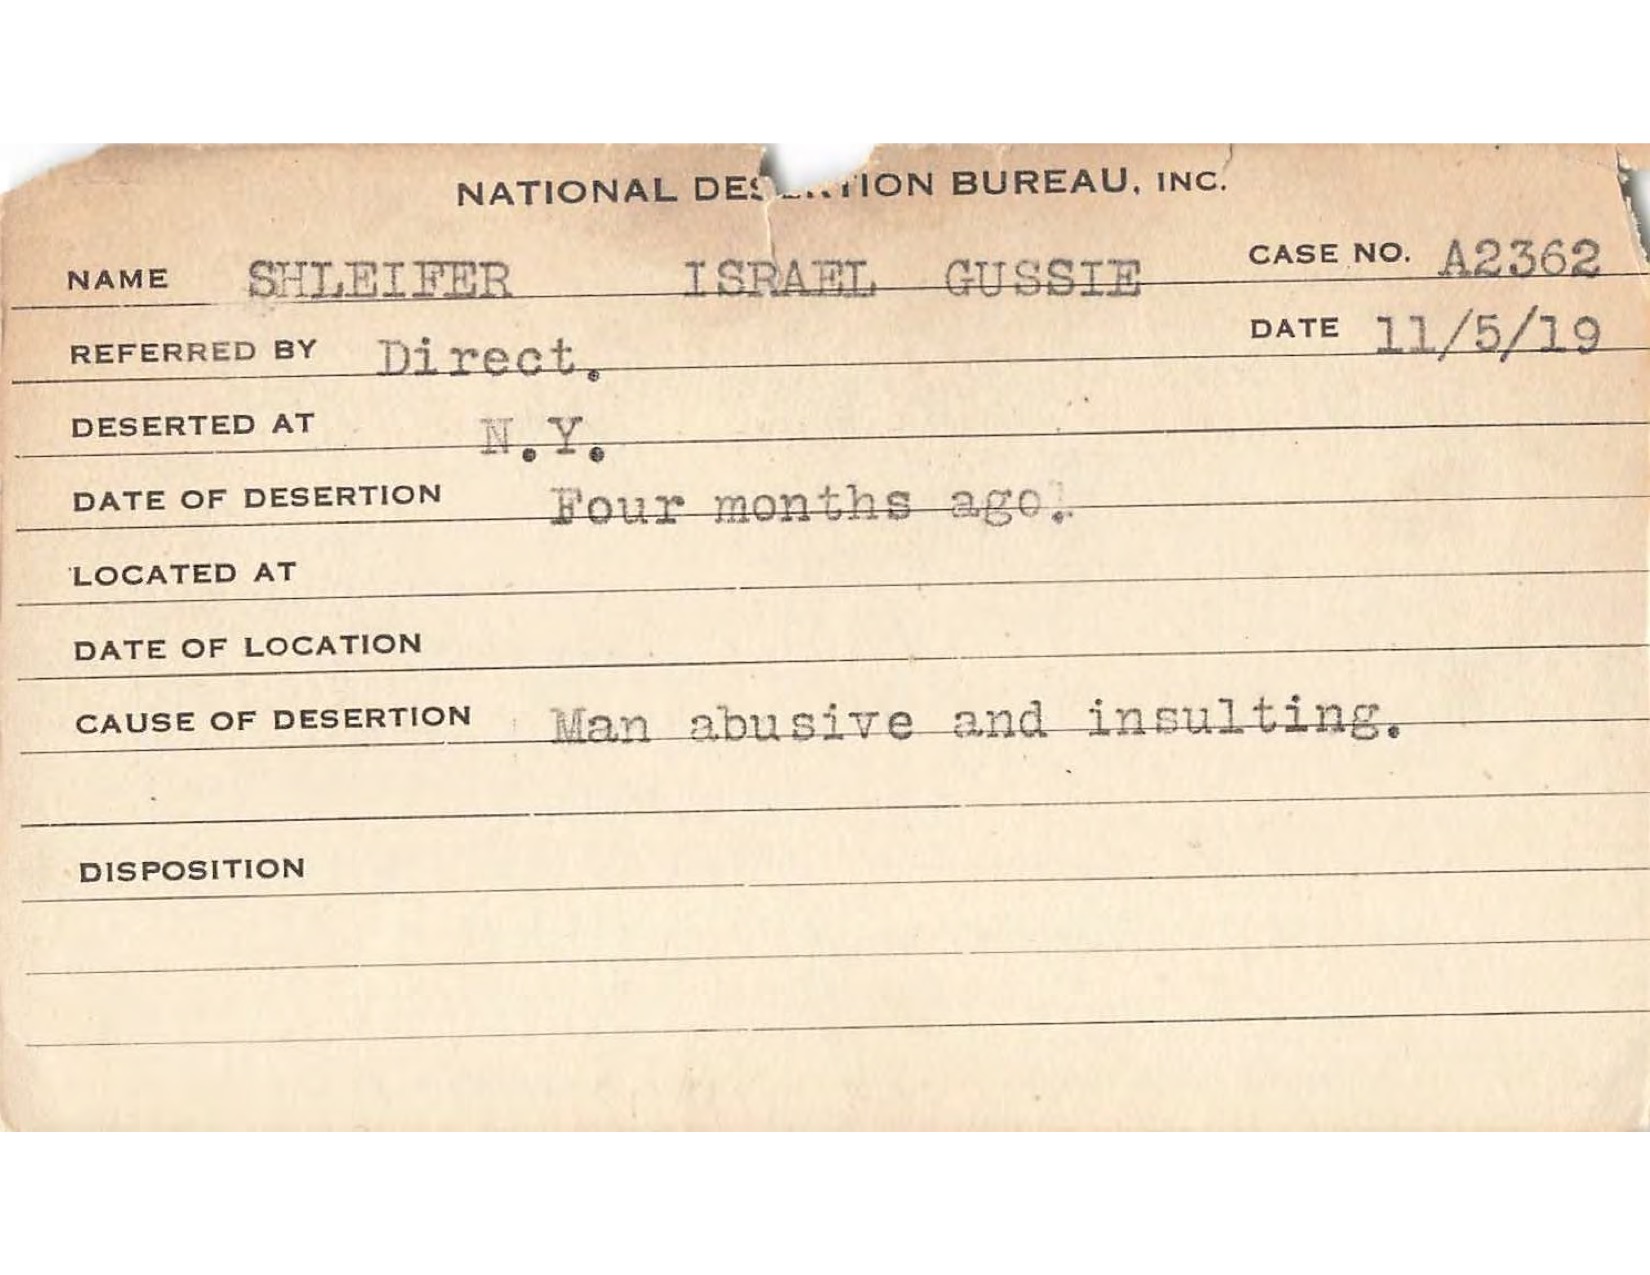 NATIONAL DESERTION BUREAU, INC.
NAME SHLEIFER ISRAEL GUSSIE CASE NO. A2362
REFERRED BY Direct. DATE 11/5/19
DESERTED AT N.Y.
DATE OF DESERTION Four months ago.
LOCATED AT
DATE OF LOCATION
CAUSE OF DESERTION Man abusive and insulting.
DISPOSITION